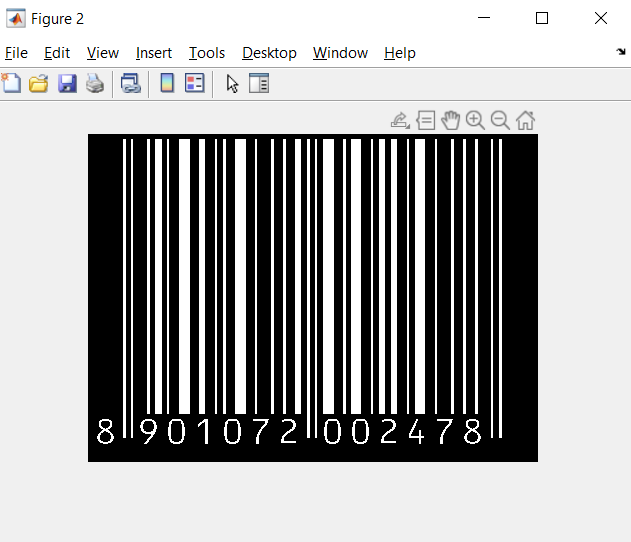 Figure 2
File Edit View Insert Tools Desktop Window Help
8 901072 002478